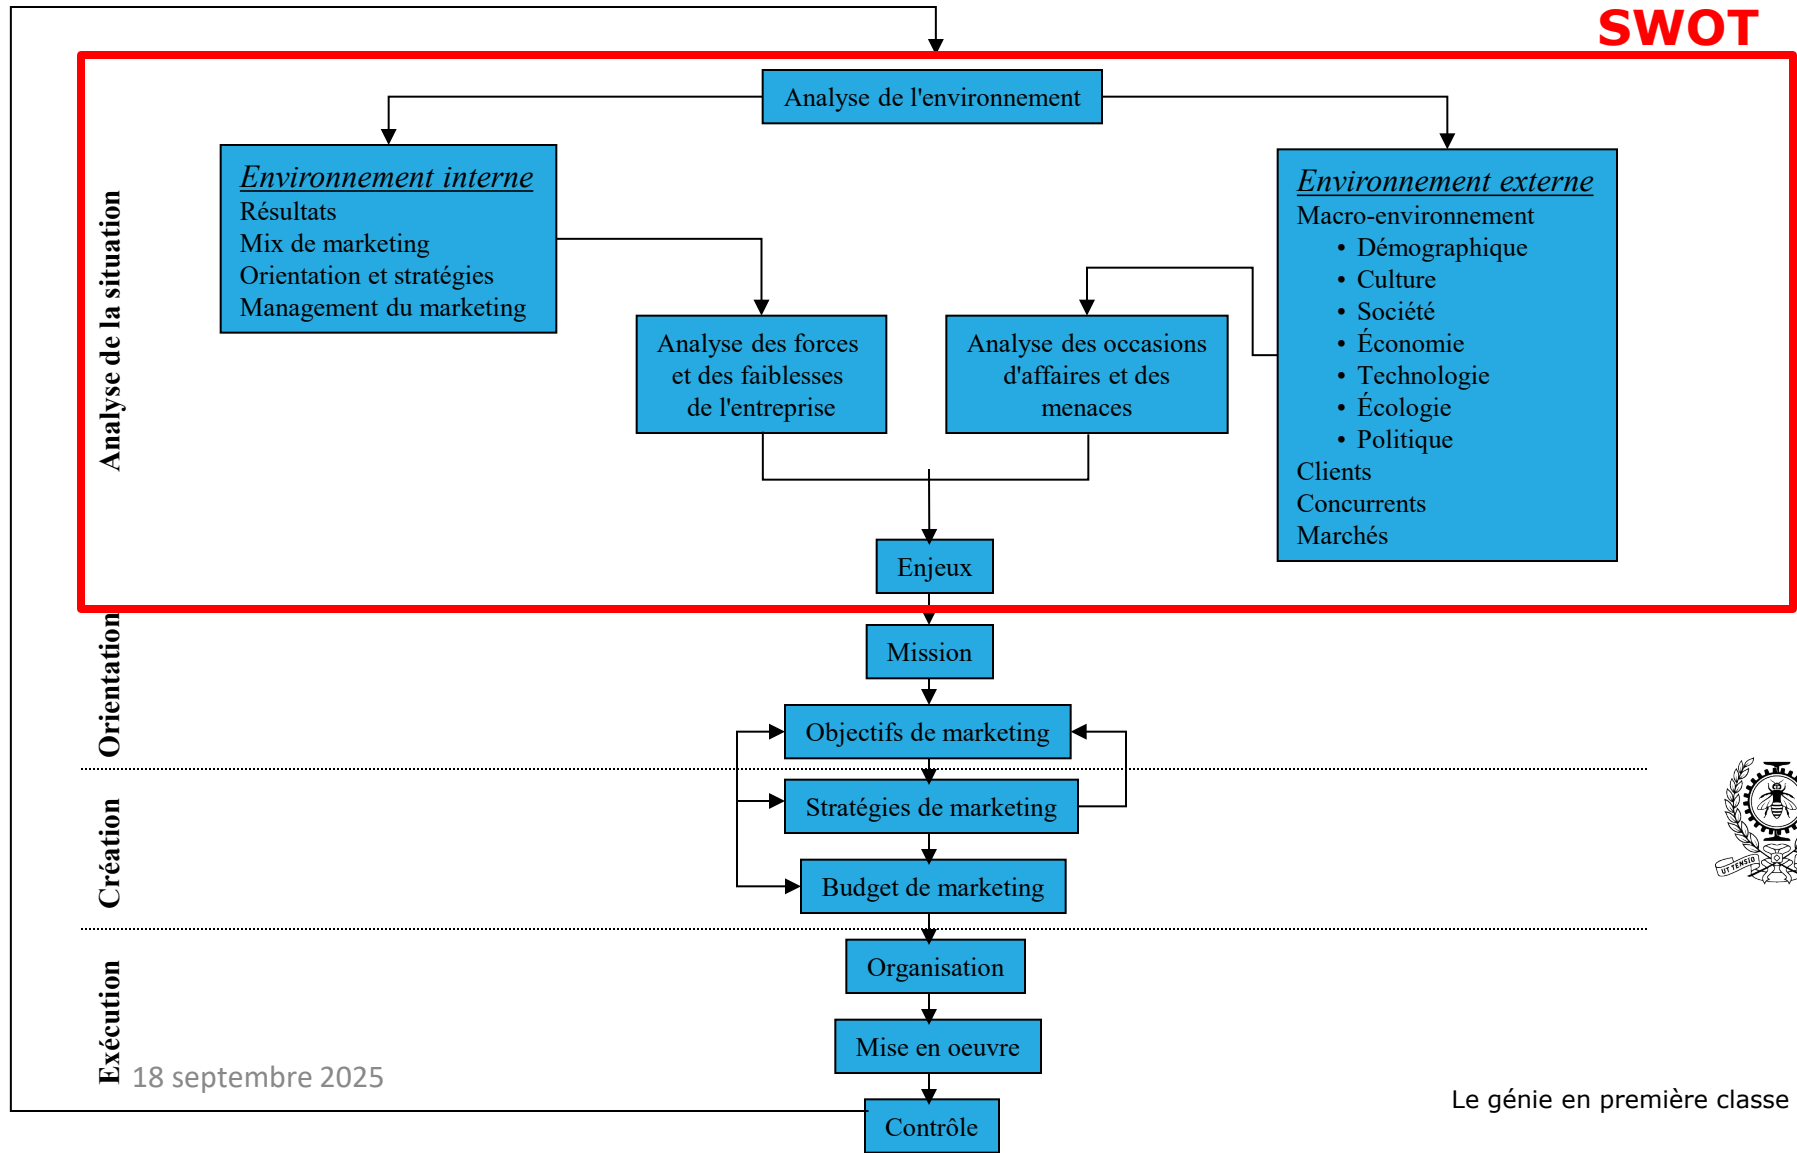 SWOT
Analyse de l'environnement
Analyse de la situation
Environnement interne
Résultats
Mix de marketing
Orientation et stratégies
Management du marketing
Environnement externe
Macro-environnement
• Démographique
• Culture
• Société
• Économie
• Technologie
• Écologie
• Politique
Clients
Concurrents
Marchés
Analyse des forces
et des faiblesses
de l'entreprise
Analyse des occasions
d'affaires et des
menaces
Enjeux
Orientation
Mission
Objectifs de marketing
Création
Stratégies de marketing
Budget de marketing
UT TENSIO
Exécution
Organisation
Mise en oeuvre
Contrôle
18 septembre 2025
Le génie en première classe